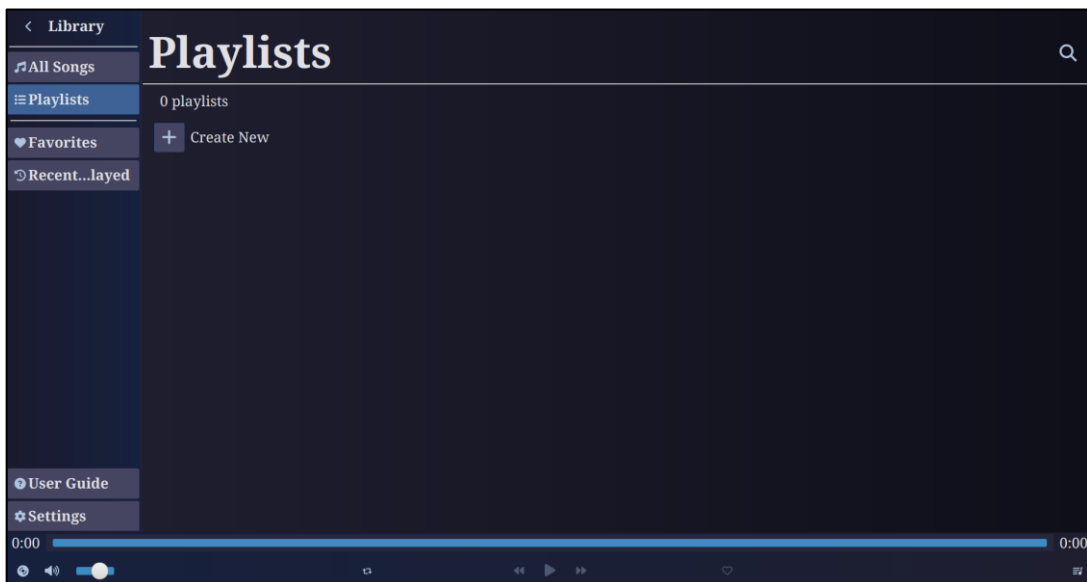 Library
All Songs
Playlists
Favorites
Recent...layed
User Guide
Settings
Playlists
0 playlists
Create New
0:00
0:00